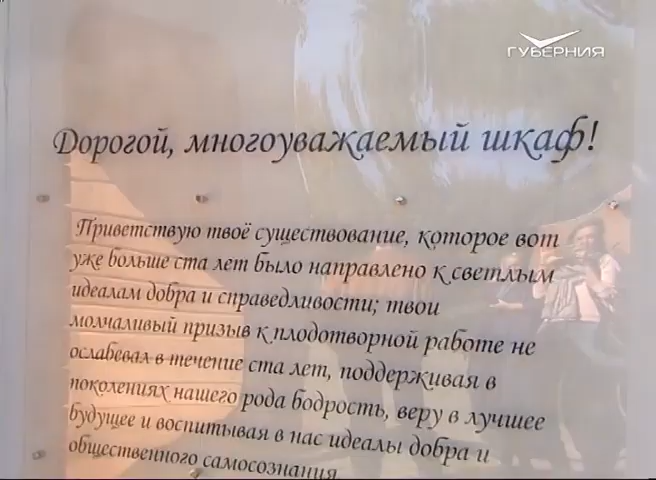 ГУБЕРНИЯ
Дорогой, многоуважаемый шкаф!
Приветствую твоё существование, которое вот
уже больше ста лет было направлено к светлым
идеалам добра и справедливости; твой
молчаливый призыв к плодотворной работе не
ослабевал в течение ста лет, поддерживая в
поколениях нашего рода бодрость, веру в лучшее
будущее и воспитывая в нас идеалы добра и
общественного самосознания.